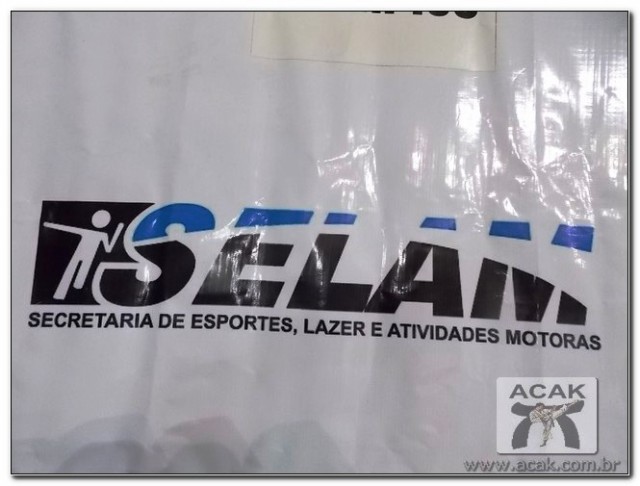 SELAM
SECRETARIA DE ESPORTES, LAZER E ATIVIDADES MOTORAS
ACAK
www.acak.com.br